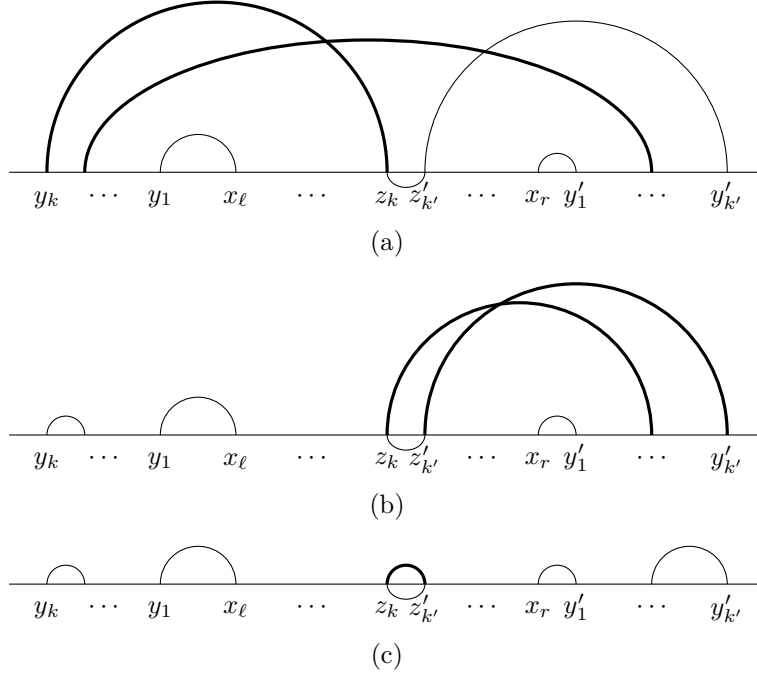 y_k ⋯ y_1 x_ℓ ⋯ z_k z'_{k'} ⋯ x_r y'_1 ⋯ y'_{k'}
(a)
y_k ⋯ y_1 x_ℓ ⋯ z_k z'_{k'} ⋯ x_r y'_1 ⋯ y'_{k'}
(b)
y_k ⋯ y_1 x_ℓ ⋯ z_k z'_{k'} ⋯ x_r y'_1 ⋯ y'_{k'}
(c)